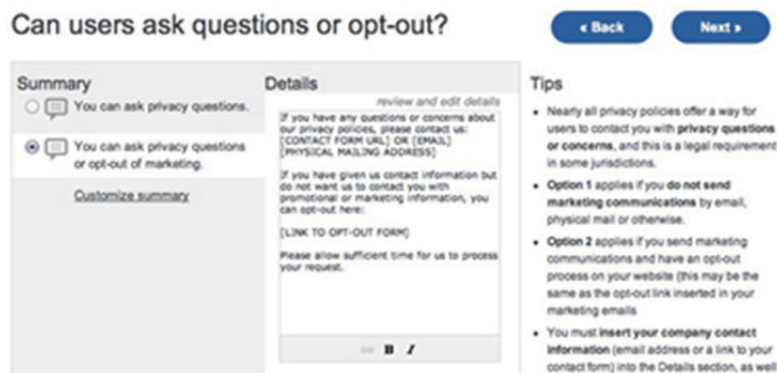 Can users ask questions or opt-out?
« Back
Next »
Summary
You can ask privacy questions.
You can ask privacy questions
or opt-out of marketing.
Customize summary
Details
review and edit details
If you have any questions or concerns about
our privacy policies, please contact us:
[CONTACT FORM URL] OR [EMAIL]
[PHYSICAL MAILING ADDRESS]
If you have given us contact information but
do not want us to contact you with
promotional or marketing information, you
can opt-out here:
[LINK TO OPT-OUT FORM]
Please allow sufficient time for us to process
your request.
B I
Tips
• Nearly all privacy policies offer a way for
users to contact you with privacy questions
or concerns, and this is a legal requirement
in some jurisdictions.
• Option 1 applies if you do not send
marketing communications by email,
physical mail or otherwise.
• Option 2 applies if you send marketing
communications and have an opt-out
process on your website (this may be the
same as the opt-out link inserted in your
marketing emails
• You must insert your company contact
information (email address or a link to your
contact form) into the Details section, as well